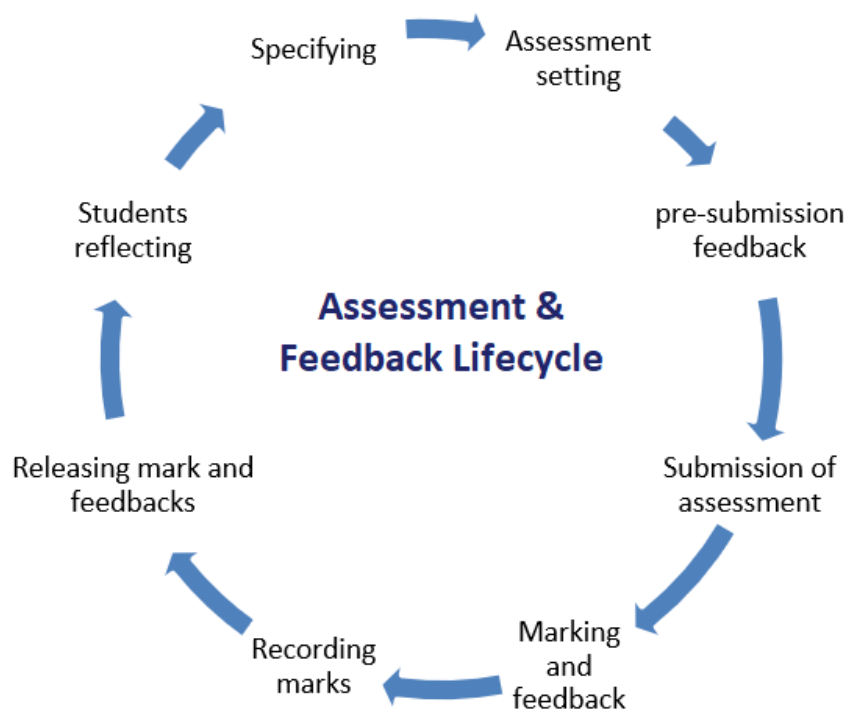 Specifying
Assessment
setting
pre-submission
feedback
Submission of
assessment
Marking
and
feedback
Recording
marks
Releasing mark and
feedbacks
Students
reflecting
Assessment &
Feedback Lifecycle